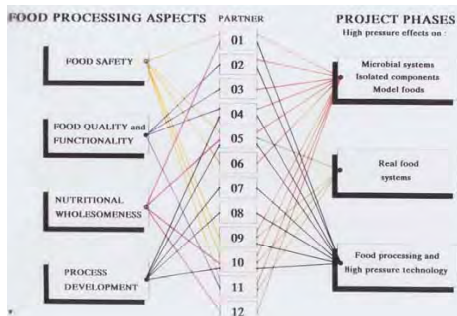 FOOD PROCESSING ASPECTS
PARTNER
PROJECT PHASES
High pressure effects on :
FOOD SAFETY
FOOD QUALITY and
FUNCTIONALITY
NUTRITIONAL
WHOLESOMENESS
PROCESS
DEVELOPMENT
01
02
03
04
05
06
07
08
09
10
11
12
Microbial systems
Isolated components
Model foods
Real food
systems
Food processing and
High pressure technology